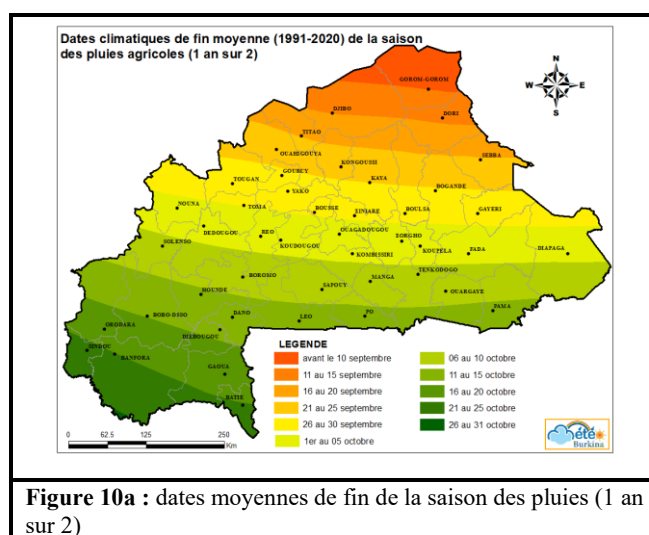 Dates climatiques de fin moyenne (1991-2020) de la saison
des pluies agricoles (1 an sur 2)
N
W E
S
GOROM-GOROM
DJIBO
DORI
TITAO
OUAHIGOUYA
KONGOUSSI
SEBBA
GOURCY
TOUGAN
KAYA
YAKO
BOGANDE
NOUNA
TOMA
BOUSSE
ZINIARE
BOULSA
GAYERI
DEDOUGOU
REO
OUAGADOUGOU
ZORGHO
SOLENSO
KOUDOUGOU
KOUPELA
FADA
DIAPAGA
KOMBISSIRI
BOROMO
TENKODOGO
MANGA
HOUNDE
SAPOUY
OUARGAYE
BOBO-DSSO
DANO
LEO
PO
PAMA
ORODARA
DIEBOUGOU
SINDOU
BANFORA
GAOUA
BATIE
LEGENDE
avant le 10 septembre
11 au 15 septembre
16 au 20 septembre
21 au 25 septembre
26 au 30 septembre
1er au 05 octobre
06 au 10 octobre
11 au 15 octobre
16 au 20 octobre
21 au 25 octobre
26 au 31 octobre
0 62.5 125 250
Km
météo
Burkina
Figure 10a : dates moyennes de fin de la saison des pluies (1 an
sur 2)